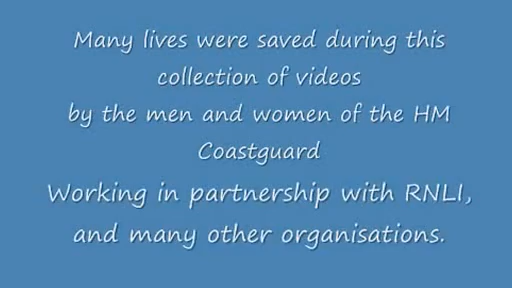 Many lives were saved during this
collection of videos
by the men and women of the HM
Coastguard
Working in partnership with RNLI,
and many other organisations.